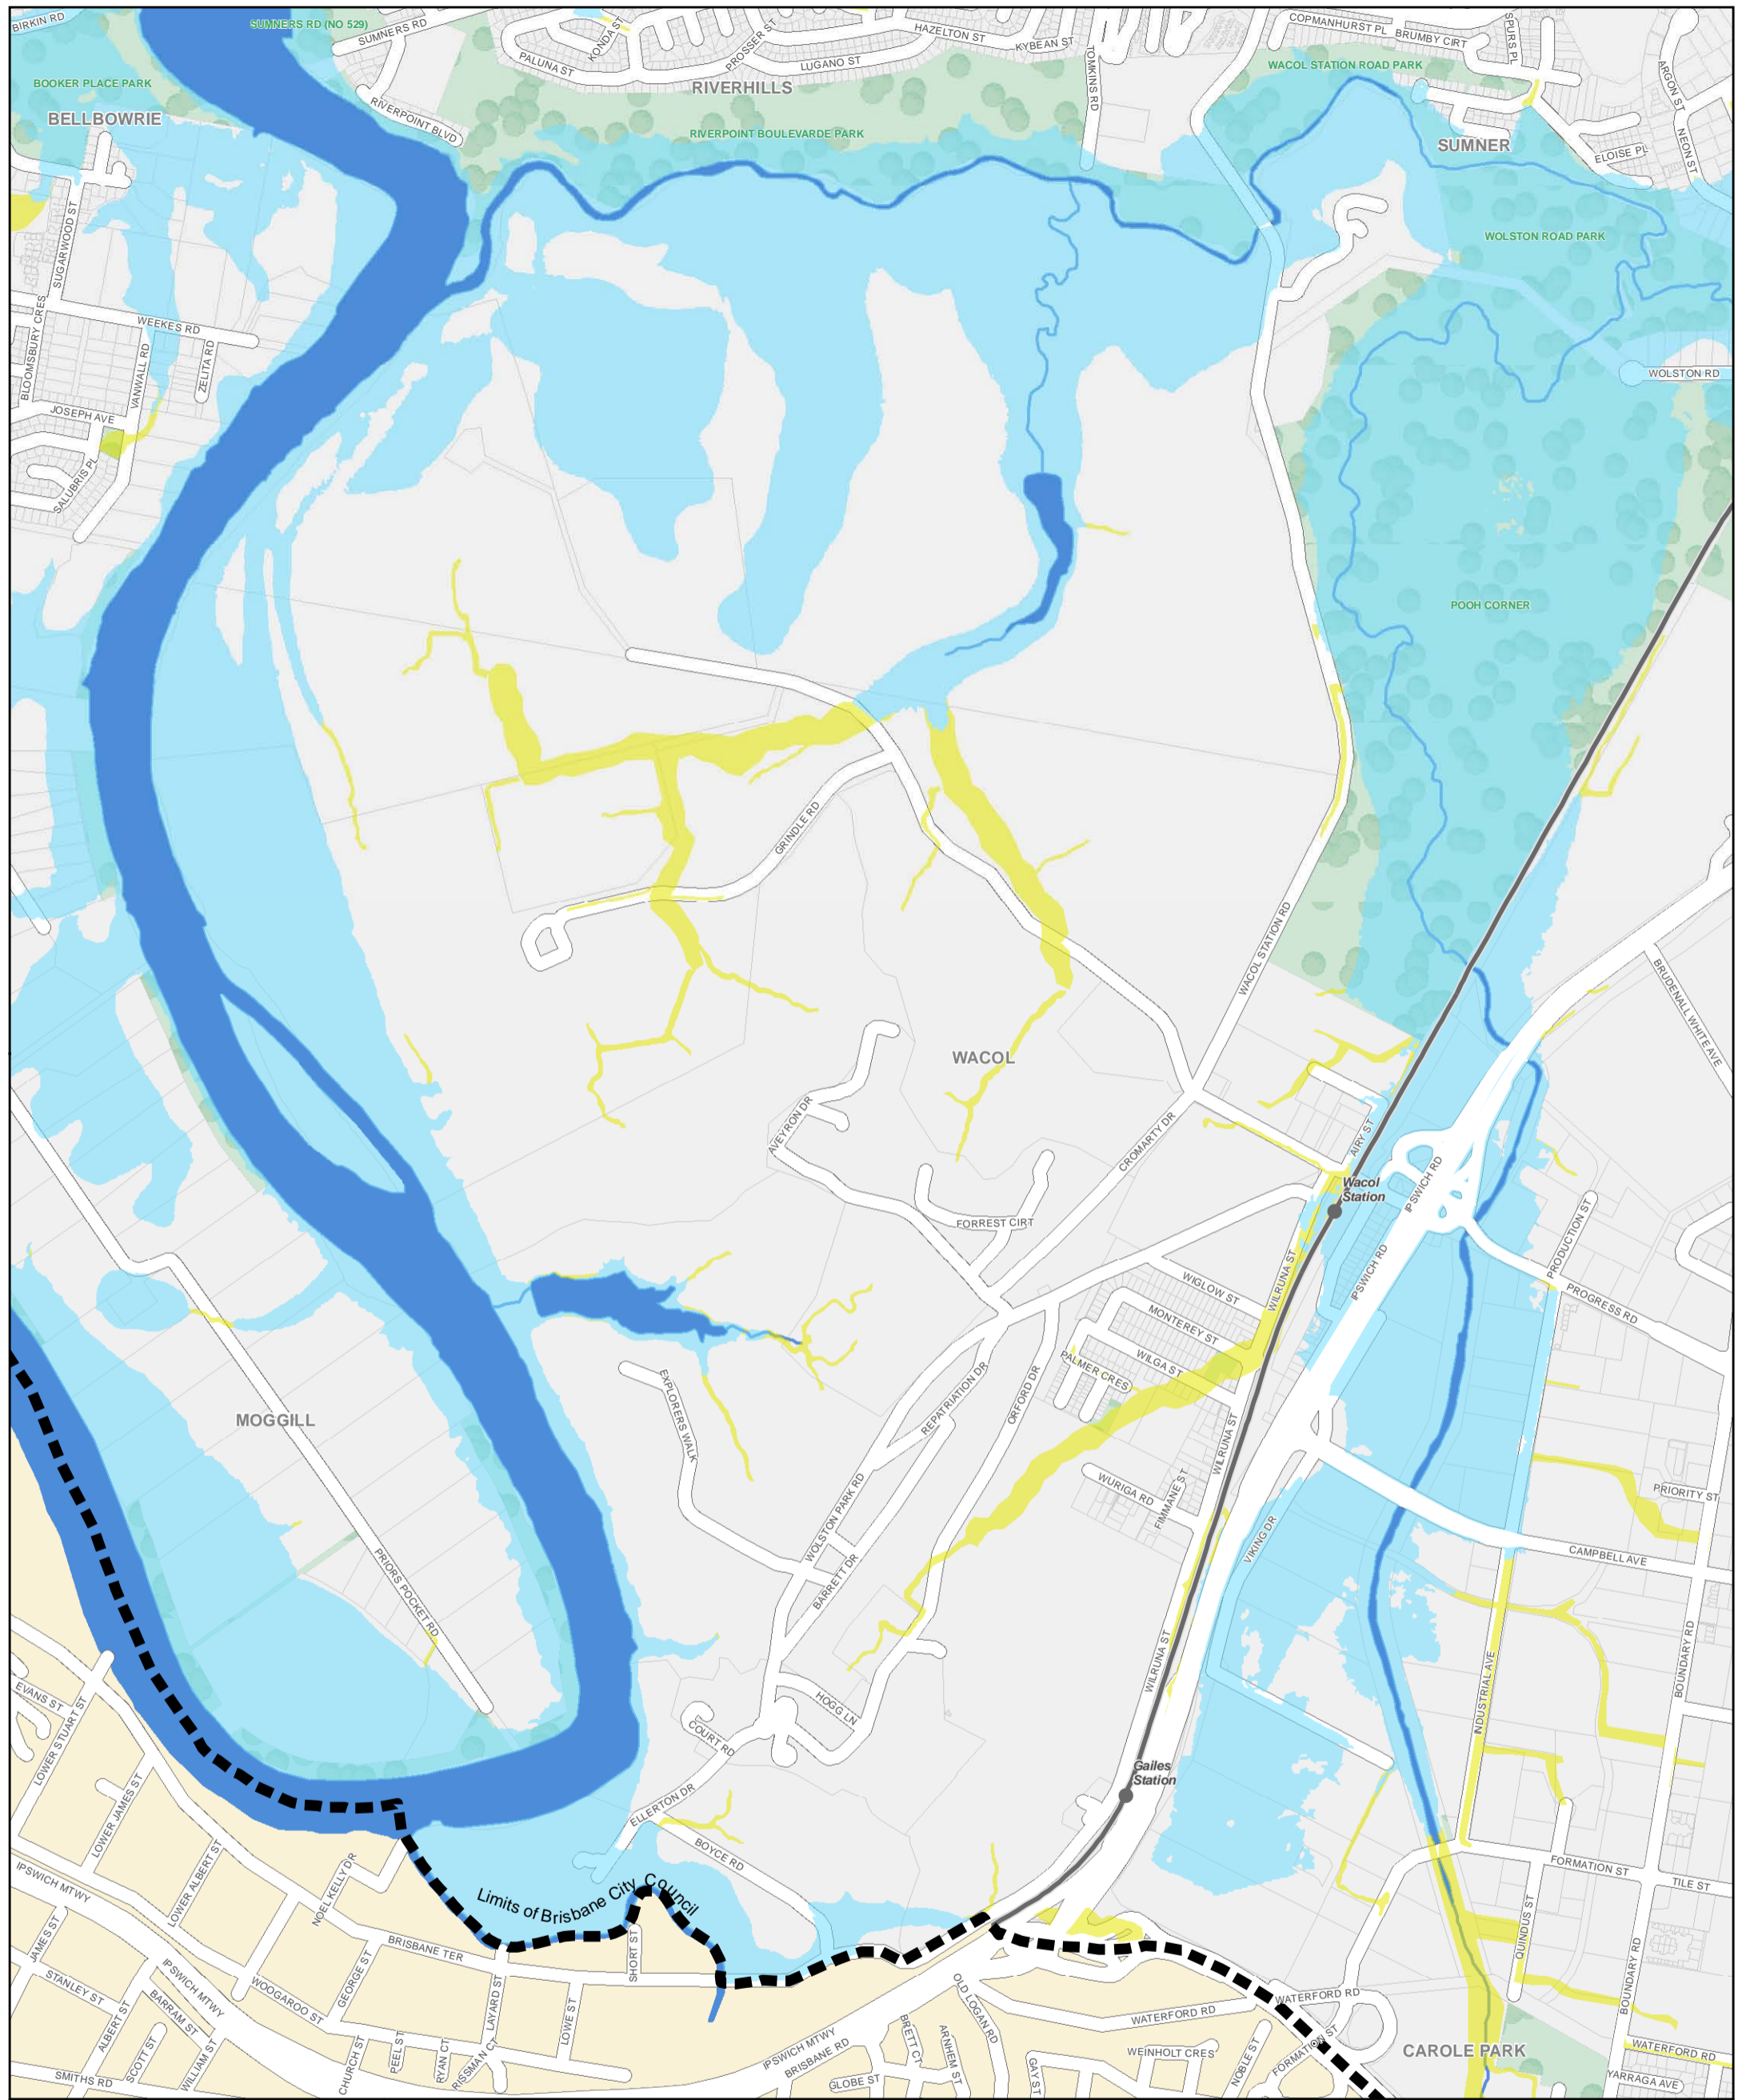 BIRKIN RD
SUMNERS RD (NO 529)
SUMNERS RD
KONDA ST
PROSSER ST
HAZELTON ST
KYBEAN ST
COPMANHURST PL
BRUMBY CIRT
SPURS PL
PALUNA ST
LUGANO ST
TOMKINS RD
WACOL STATION ROAD PARK
ARGON ST
BOOKER PLACE PARK
RIVERHILLS
BELLBOWRIE
RIVERPOINT BLVD
RIVERPOINT BOULEVARDE PARK
SUMNER
ELOISE PL
NEON ST
SUGARWOOD ST
WOLSTON ROAD PARK
WEEKES RD
BLOOMSBURY CRES
VANWALL RD
ZELITA RD
WOLSTON RD
JOSEPH AVE
SALUBRIS PL
POOH CORNER
GRINDLE RD
WACOL STATION RD
BRUDENALL WHITE AVE
WACOL
AVEYRON DR
CROMARTY DR
AIRY ST
Wacol
Station
IPSWICH RD
FORREST CIRT
PRODUCTION ST
IPSWICH RD
WILRUNA ST
WIGLOW ST
PROGRESS RD
MONTEREY ST
WILGA ST
PALMER CRES
EXPLORERS WALK
REPATRIATION DR
ORFORD DR
MOGGILL
WILRUNA ST
WURIGA RD
FIMMANE ST
PRIORITY ST
WOLSTON PARK RD
VIKING DR
CAMPBELL AVE
PRIORS POCKET RD
BARRETT DR
BOUNDARY RD
WILRUNA ST
INDUSTRIAL AVE
EVANS ST
LOWER STUART ST
HOGG LN
COURT RD
Gailes
Station
LOWER JAMES ST
ELLERTON DR
BOYCE RD
FORMATION ST
TILE ST
IPSWICH MTWY
LOWER ALBERT ST
NOEL KELLY DR
Limits of Brisbane City Council
QUINDUS ST
JAMES ST
BRISBANE TER
SHORT ST
BOUNDARY RD
STANLEY ST
IPSWICH MTWY
WOOGAROO ST
GEORGE ST
LAYARD ST
OLD LOGAN RD
WATERFORD RD
WATERFORD RD
BARRAM ST
ALBERT ST
SCOTT ST
WILLIAM ST
CHURCH ST
PEEL ST
RYAN CT
RISSMAN CT
LOWE ST
IPSWICH MTWY
BRISBANE RD
BRETT CT
ARNHEM ST
WEINHOLT CRES
NOBLE ST
FORMATION ST
CAROLE PARK
WATERFORD RD
SMITHS RD
GLOBE ST
GAY ST
YARRAGA AVE